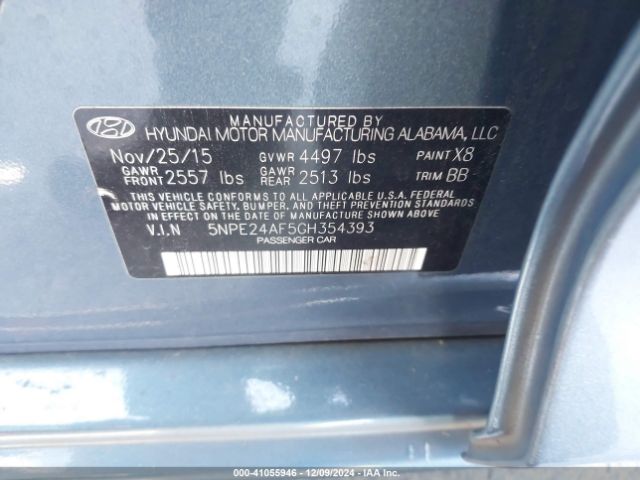 MANUFACTURED BY
HYUNDAI MOTOR MANUFACTURING ALABAMA, LLC
Nov/25/15 GVWR 4497 lbs PAINT X8
GAWR FRONT 2557 lbs GAWR REAR 2513 lbs TRIM BB
THIS VEHICLE CONFORMS TO ALL APPLICABLE U.S.A. FEDERAL
MOTOR VEHICLE SAFETY, BUMPER, AND THEFT PREVENTION
STANDARDS IN EFFECT ON THE DATE OF MANUFACTURE SHOWN ABOVE
V.I.N 5NPE24AF5GH354393
PASSENGER CAR
000-41055946 - 12/09/2024 - IAA Inc.